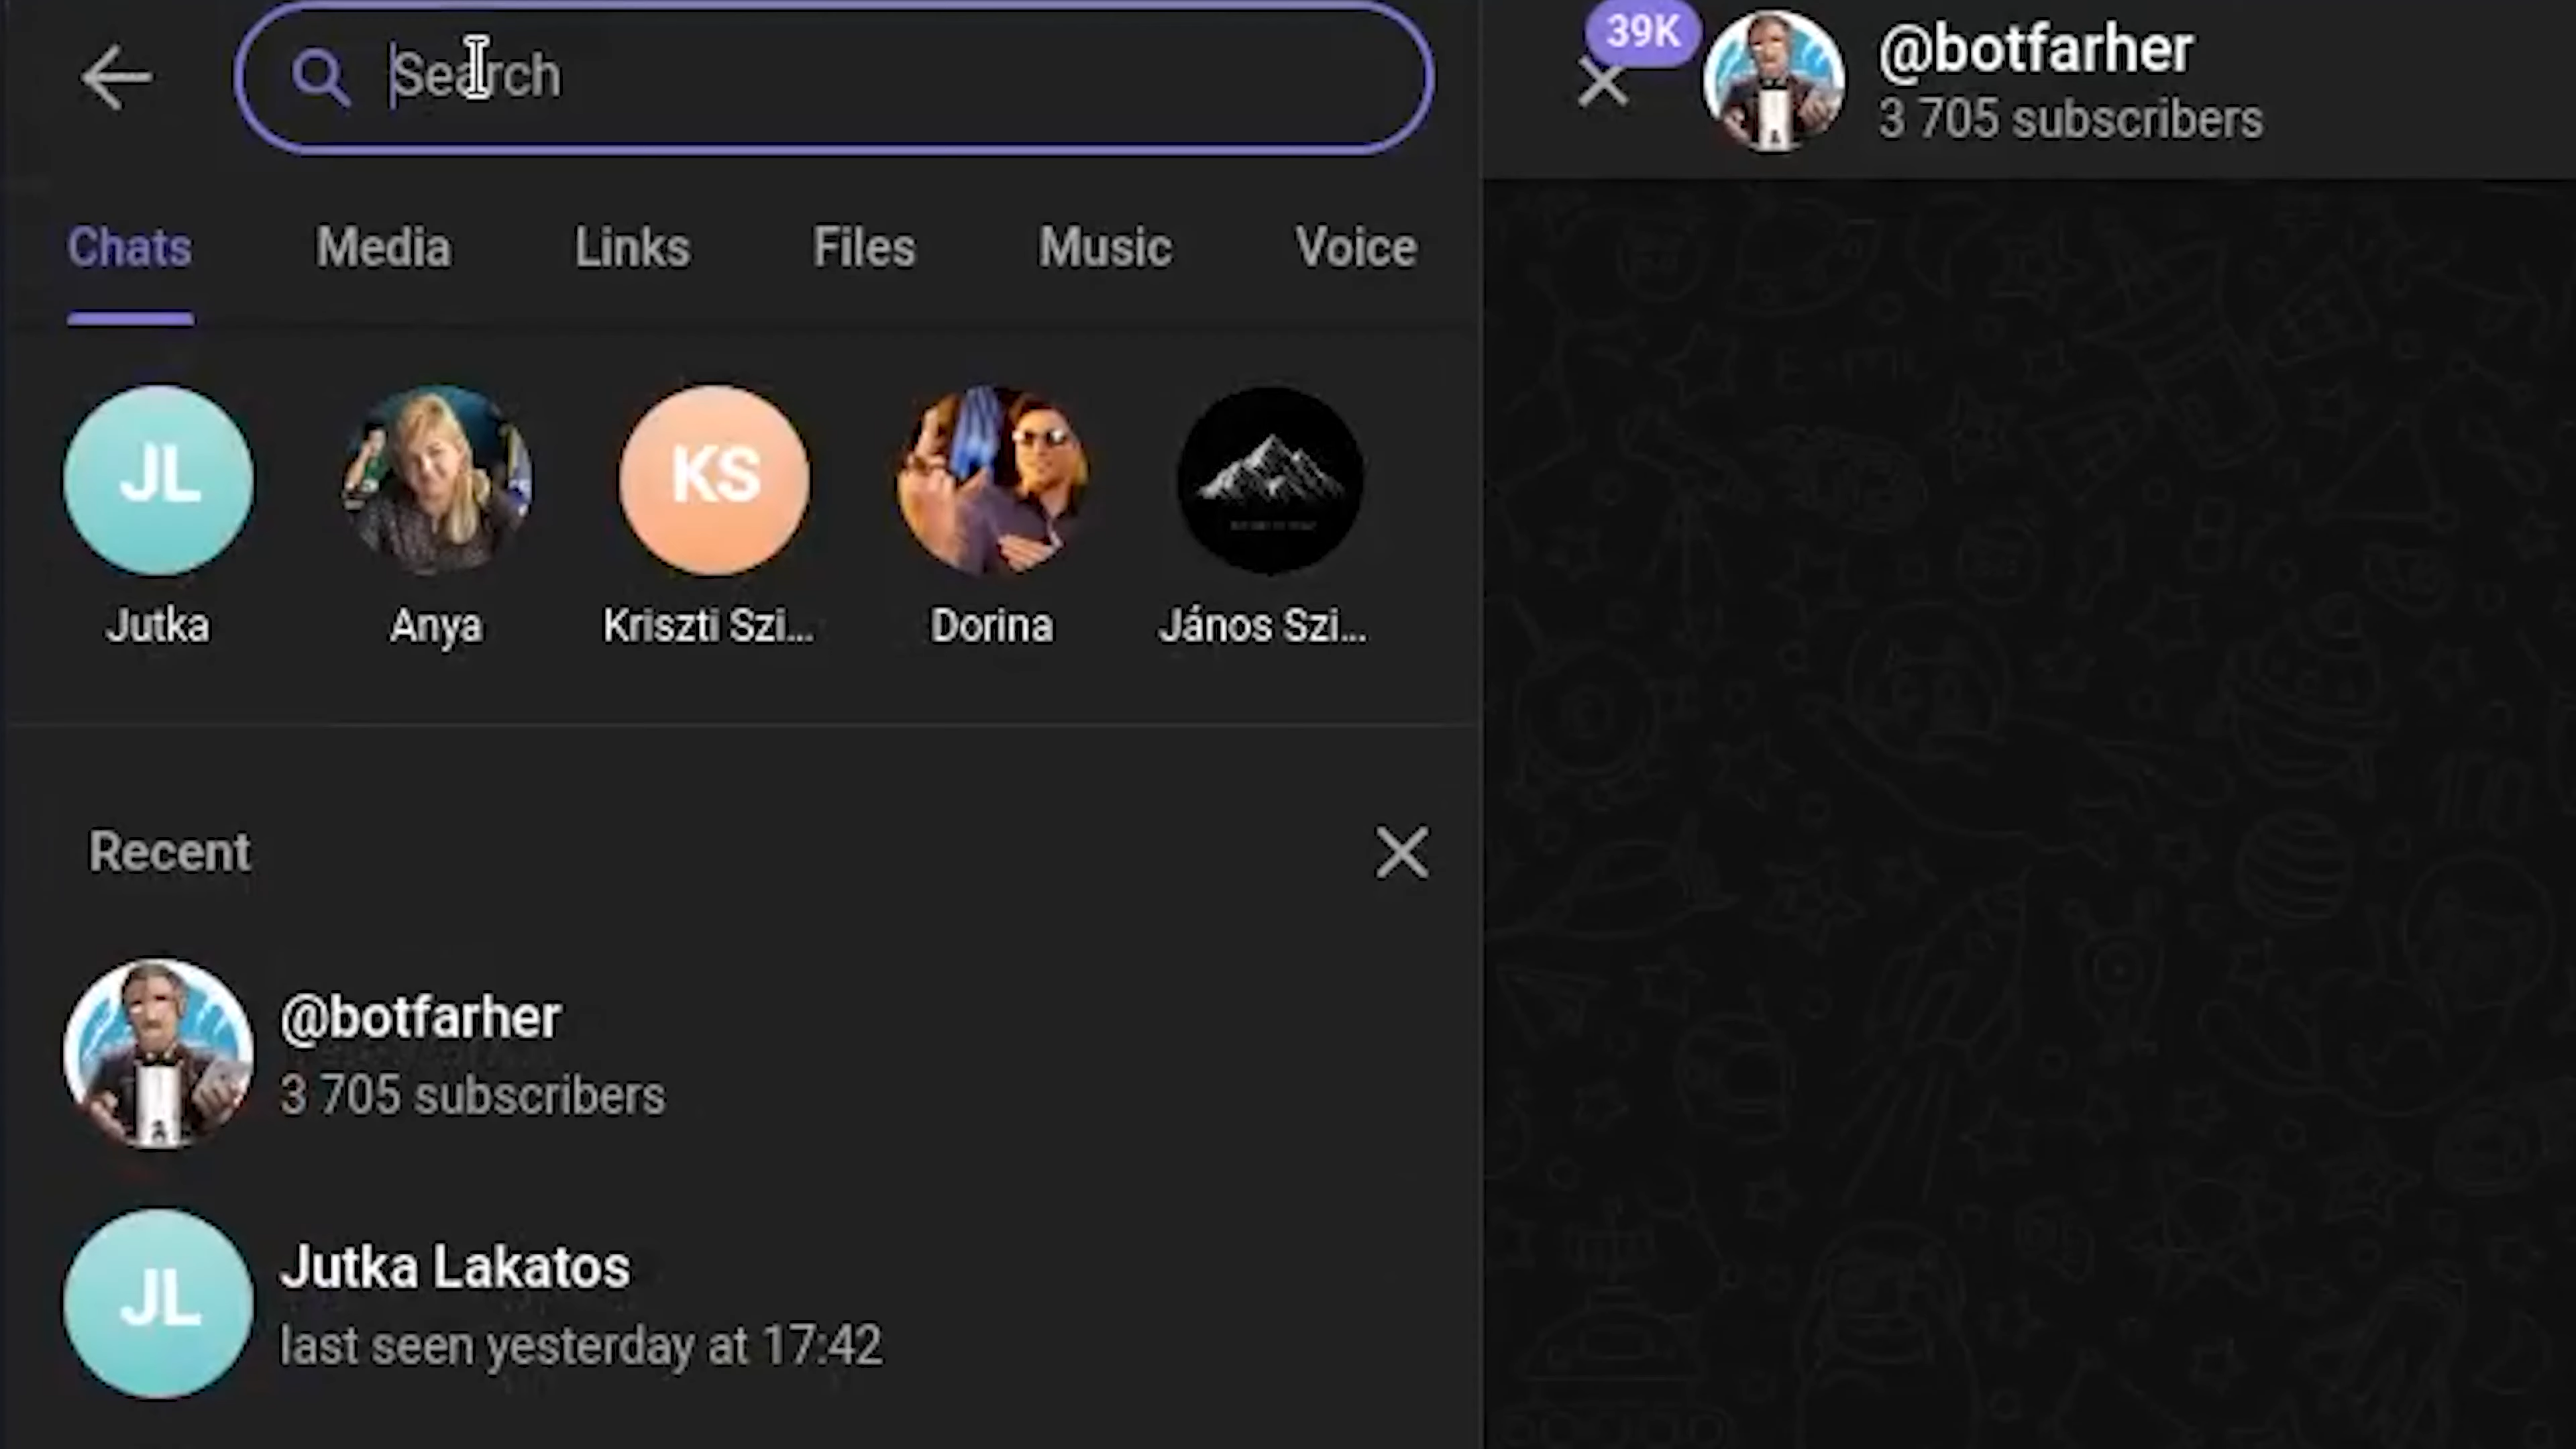 Search
39K
@botfarher
3 705 subscribers
Chats
Media
Links
Files
Music
Voice
JL
KS
Jutka
Anya
Kriszti Szi...
Dorina
János Szi...
Recent
@botfarher
3 705 subscribers
JL
Jutka Lakatos
last seen yesterday at 17:42